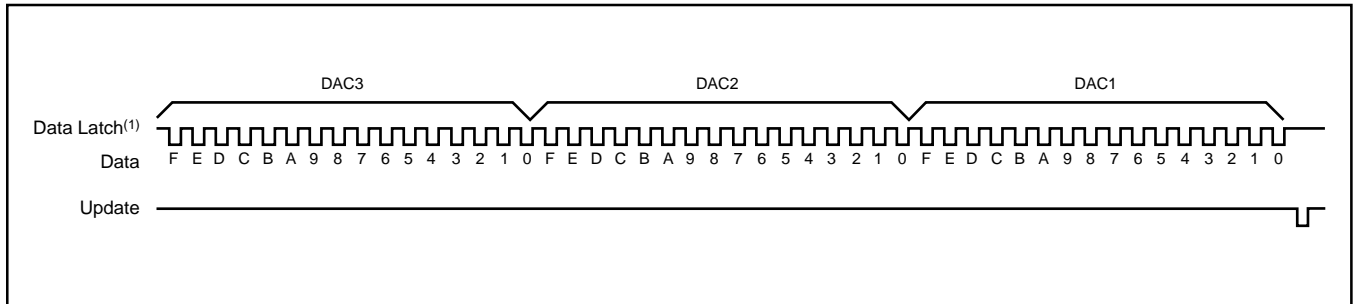 DAC3 DAC2 DAC1
Data Latch(1)
Data F E D C B A 9 8 7 6 5 4 3 2 1 0 F E D C B A 9 8 7 6 5 4 3 2 1 0 F E D C B A 9 8 7 6 5 4 3 2 1 0
Update